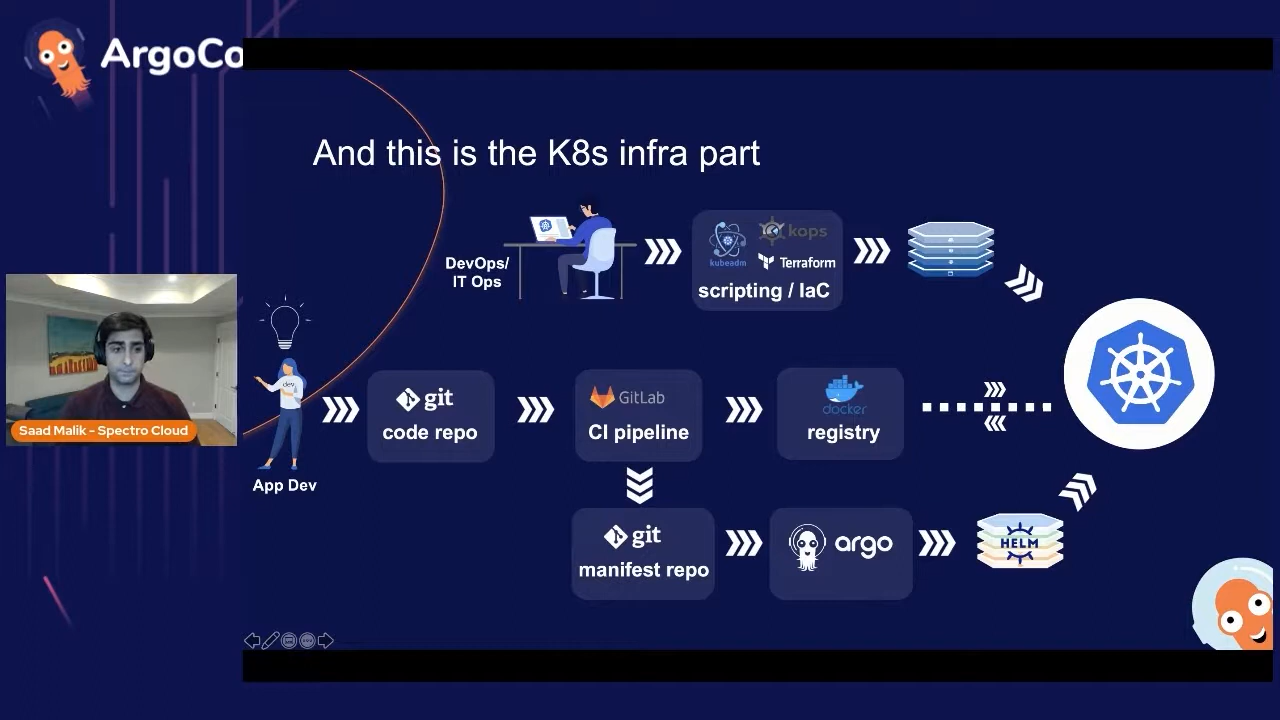 ArgoCo
And this is the K8s infra part
DevOps/
IT Ops
kubeadm
kops
Terraform
scripting / IaC
dev
App Dev
git
code repo
GitLab
CI pipeline
docker
registry
git
manifest repo
argo
HELM
Saad Malik - Spectro Cloud